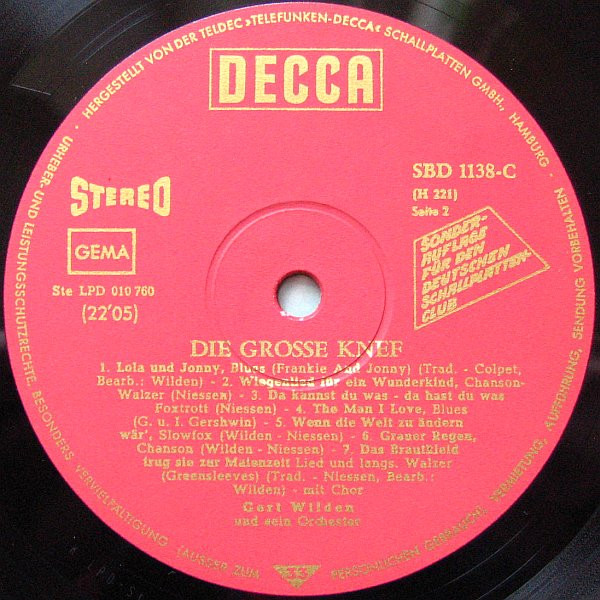 · URHEBER- UND LEISTUNGSSCHUTZRECHTE, BESONDERS VERVIELFÄLTIGUNG (AUSSER ZUM
PERSÖNLICHEN GEBRAUCH), VERMIETUNG, AUFFÜHRUNG, SENDUNG VORBEHALTEN ·
HERGESTELLT VON DER TELDEC »TELEFUNKEN-DECCA« SCHALLPLATTEN GMBH., HAMBURG ·
DECCA
SBD 1138-C
(H 221)
Seite 2
STEREO
GEMA
SONDER-
AUFLAGE
FÜR DEN
DEUTSCHEN
SCHALLPLATTEN-
CLUB
Ste LPD 010 760
(22'05)
DIE GROSSE KNEF
1. Lola und Jonny, Blues (Frankie And Jonny) (Trad. - Colpet,
Bearb.: Wilden) - 2. Wiegenlied für ein Wunderkind, Chanson-
Walzer (Niessen) - 3. Da kannst du was - da hast du was
Foxtrott (Niessen) - 4. The Man I Love, Blues
(G. u. I. Gershwin) - 5. Wenn die Welt zu ändern
wär', Slowfox (Wilden - Niessen) - 6. Grauer Regen,
Chanson (Wilden - Niessen) - 7. Das Brautkleid
trug sie zur Maienzeit Lied und langs. Walzer
(Greensleeves) (Trad. - Niessen, Bearb.:
Wilden) - mit Chor
Gert Wilden
und sein Orchester
33